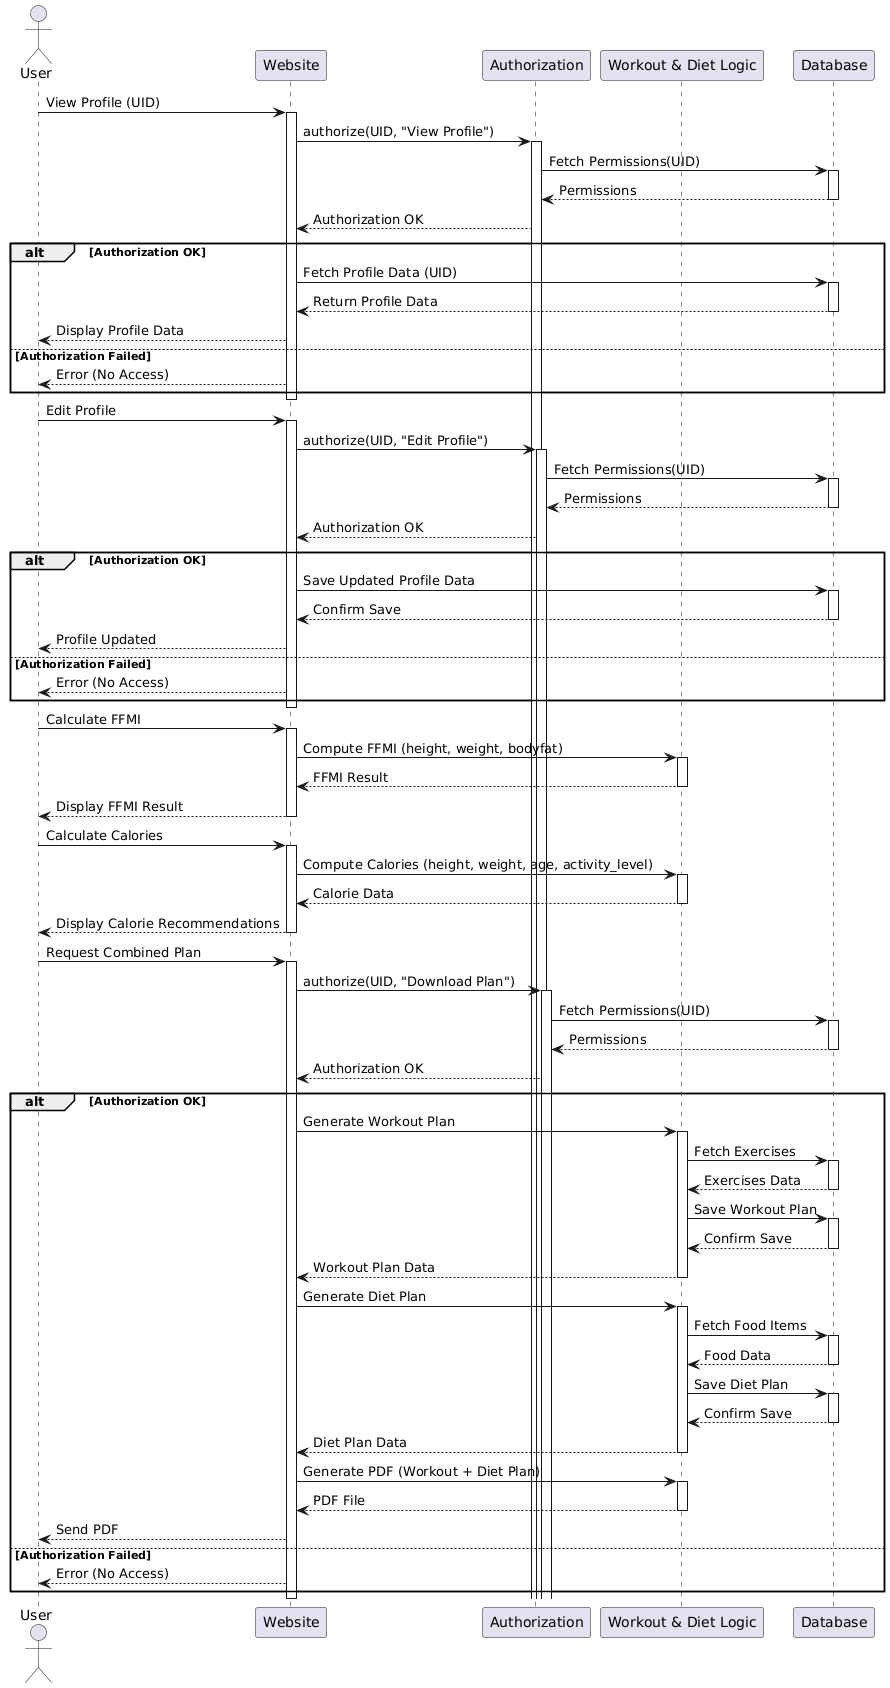 User
Website
Authorization
Workout & Diet Logic
Database
View Profile (UID)
authorize(UID, "View Profile")
Fetch Permissions(UID)
Permissions
Authorization OK
alt [Authorization OK]
Fetch Profile Data (UID)
Return Profile Data
Display Profile Data
[Authorization Failed]
Error (No Access)
Edit Profile
authorize(UID, "Edit Profile")
Fetch Permissions(UID)
Permissions
Authorization OK
alt [Authorization OK]
Save Updated Profile Data
Confirm Save
Profile Updated
[Authorization Failed]
Error (No Access)
Calculate FFMI
Compute FFMI (height, weight, bodyfat)
FFMI Result
Display FFMI Result
Calculate Calories
Compute Calories (height, weight, age, activity_level)
Calorie Data
Display Calorie Recommendations
Request Combined Plan
authorize(UID, "Download Plan")
Fetch Permissions(UID)
Permissions
Authorization OK
alt [Authorization OK]
Generate Workout Plan
Fetch Exercises
Exercises Data
Save Workout Plan
Confirm Save
Workout Plan Data
Generate Diet Plan
Fetch Food Items
Food Data
Save Diet Plan
Confirm Save
Diet Plan Data
Generate PDF (Workout + Diet Plan)
PDF File
Send PDF
[Authorization Failed]
Error (No Access)
User
Website
Authorization
Workout & Diet Logic
Database